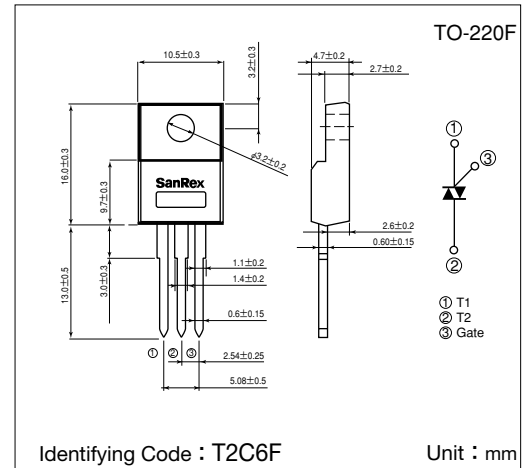 TO-220F
10.5±0.3
3.2±0.3
4.7±0.2
2.7±0.2
16.0±0.3
9.7±0.3
φ3.2±0.2
SanRex
13.0±0.5
3.0±0.3
1.1±0.2
1.4±0.2
0.6±0.15
2.6±0.2
0.60±0.15
① ② ③
2.54±0.25
5.08±0.5
①
③
②
① T1
② T2
③ Gate
Identifying Code：T2C6F
Unit：mm